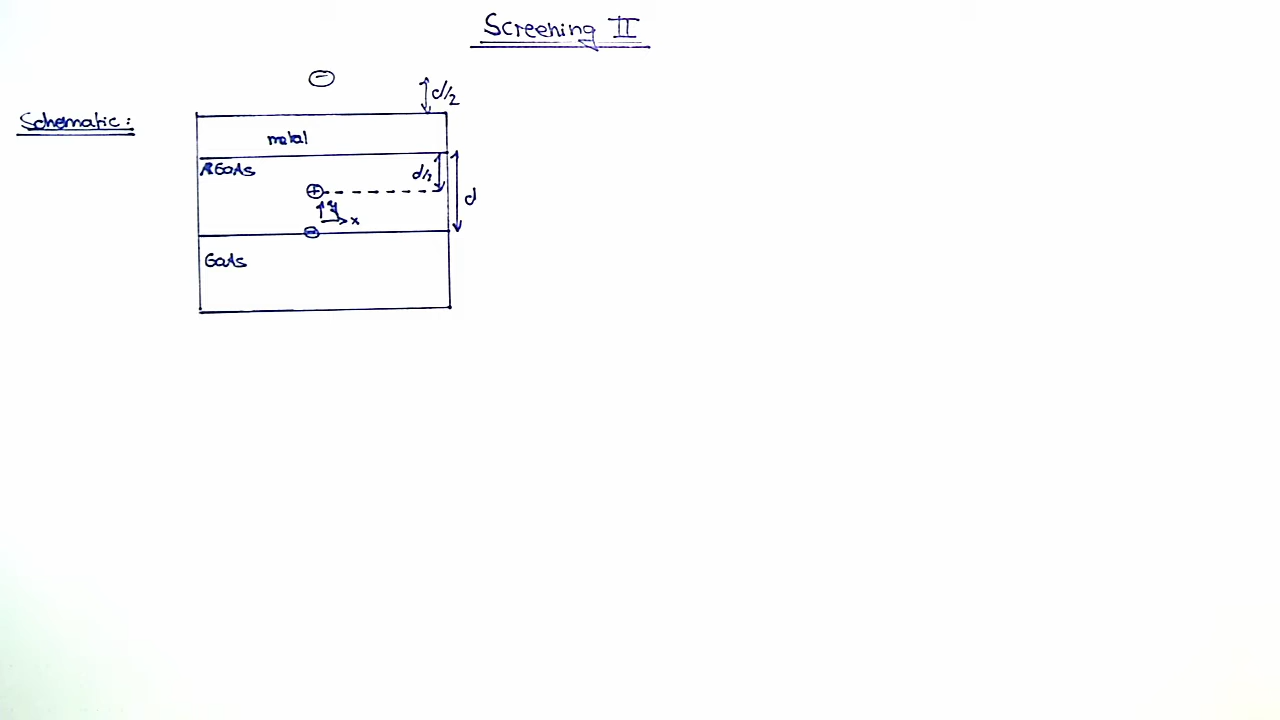 Screening II
⊖
d/2
Schematic:
metal
AlGaAs
d/2
⊕
d
y
x
⊖
GaAs